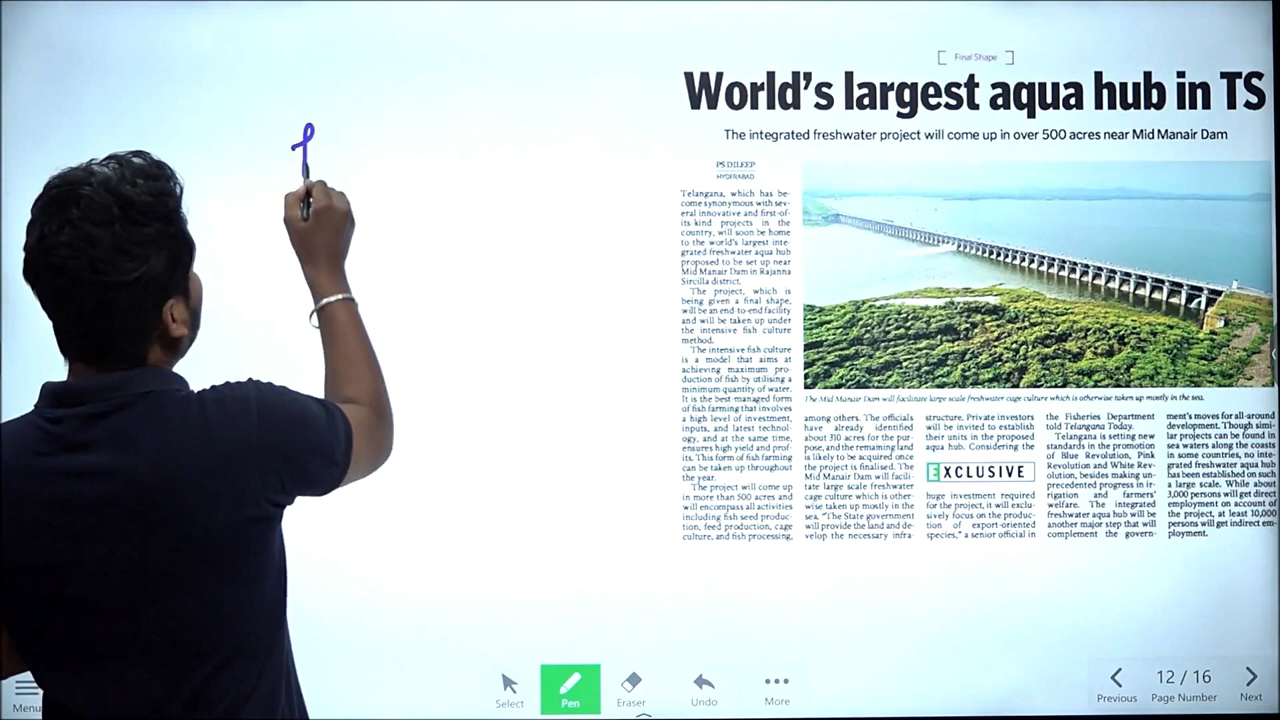 Final Shape
World's largest aqua hub in TS
The integrated freshwater project will come up in over 500 acres near Mid Manair Dam
PS DILEEP
HYDERABAD
Telangana, which has be-
come synonymous with sev-
eral innovative and first-of-
its-kind projects in the
country, will soon be home
to the world's largest inte-
grated freshwater aqua hub
proposed to be set up near
Mid Manair Dam in Rajanna
Sircilla district.
The project, which is
being given a final shape,
will be an end-to-end facility
and will be taken up under
the intensive fish culture
method.
The intensive fish culture
is a model that aims at
achieving maximum pro-
duction of fish by utilising a
minimum quantity of water.
It is the best-managed form
of fish farming that involves
a high level of investment,
inputs, and latest technol-
ogy, and at the same time,
ensures high yield and prof-
its. This form of fish farming
can be taken up throughout
the year.
The project will come up
in more than 500 acres and
will encompass all activities
including fish seed produc-
tion, feed production, cage
culture, and fish processing,
The Mid Manair Dam will facilitate large scale freshwater cage culture which is otherwise taken up mostly in the sea.
among others. The officials
have already identified
about 310 acres for the pur-
pose, and the remaining land
is likely to be acquired once
the project is finalised. The
Mid Manair Dam will facili-
tate large scale freshwater
cage culture which is other-
wise taken up mostly in the
sea. "The State government
will provide the land and de-
velop the necessary infra-
structure. Private investors
will be invited to establish
their units in the proposed
aqua hub. Considering the
EXCLUSIVE
huge investment required
for the project, it will exclu-
sively focus on the produc-
tion of export-oriented
species," a senior official in
the Fisheries Department
told Telangana Today.
Telangana is setting new
standards in the promotion
of Blue Revolution, Pink
Revolution and White Rev-
olution, besides making un-
precedented progress in ir-
rigation and farmers'
welfare. The integrated
freshwater aqua hub will be
another major step that will
complement the govern-
ment's moves for all-around
development. Though simi-
lar projects can be found in
sea waters along the coasts
in some countries, no inte-
grated freshwater aqua hub
has been established on such
a large scale. While about
3,000 persons will get direct
employment on account of
the project, at least 10,000
persons will get indirect em-
ployment.
Menu
Select
Pen
Eraser
Undo
More
Previous
12 / 16
Page Number
Next